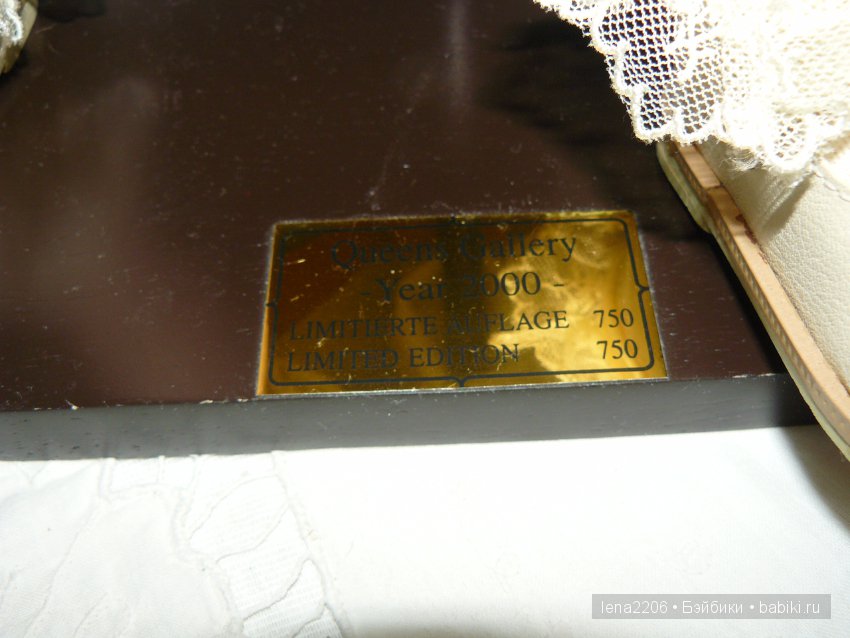 Queens Gallery
-Year 2000 -
LIMITIERTE AUFLAGE 750
LIMITED EDITION 750
lena2206 • Бэйбики • babiki.ru